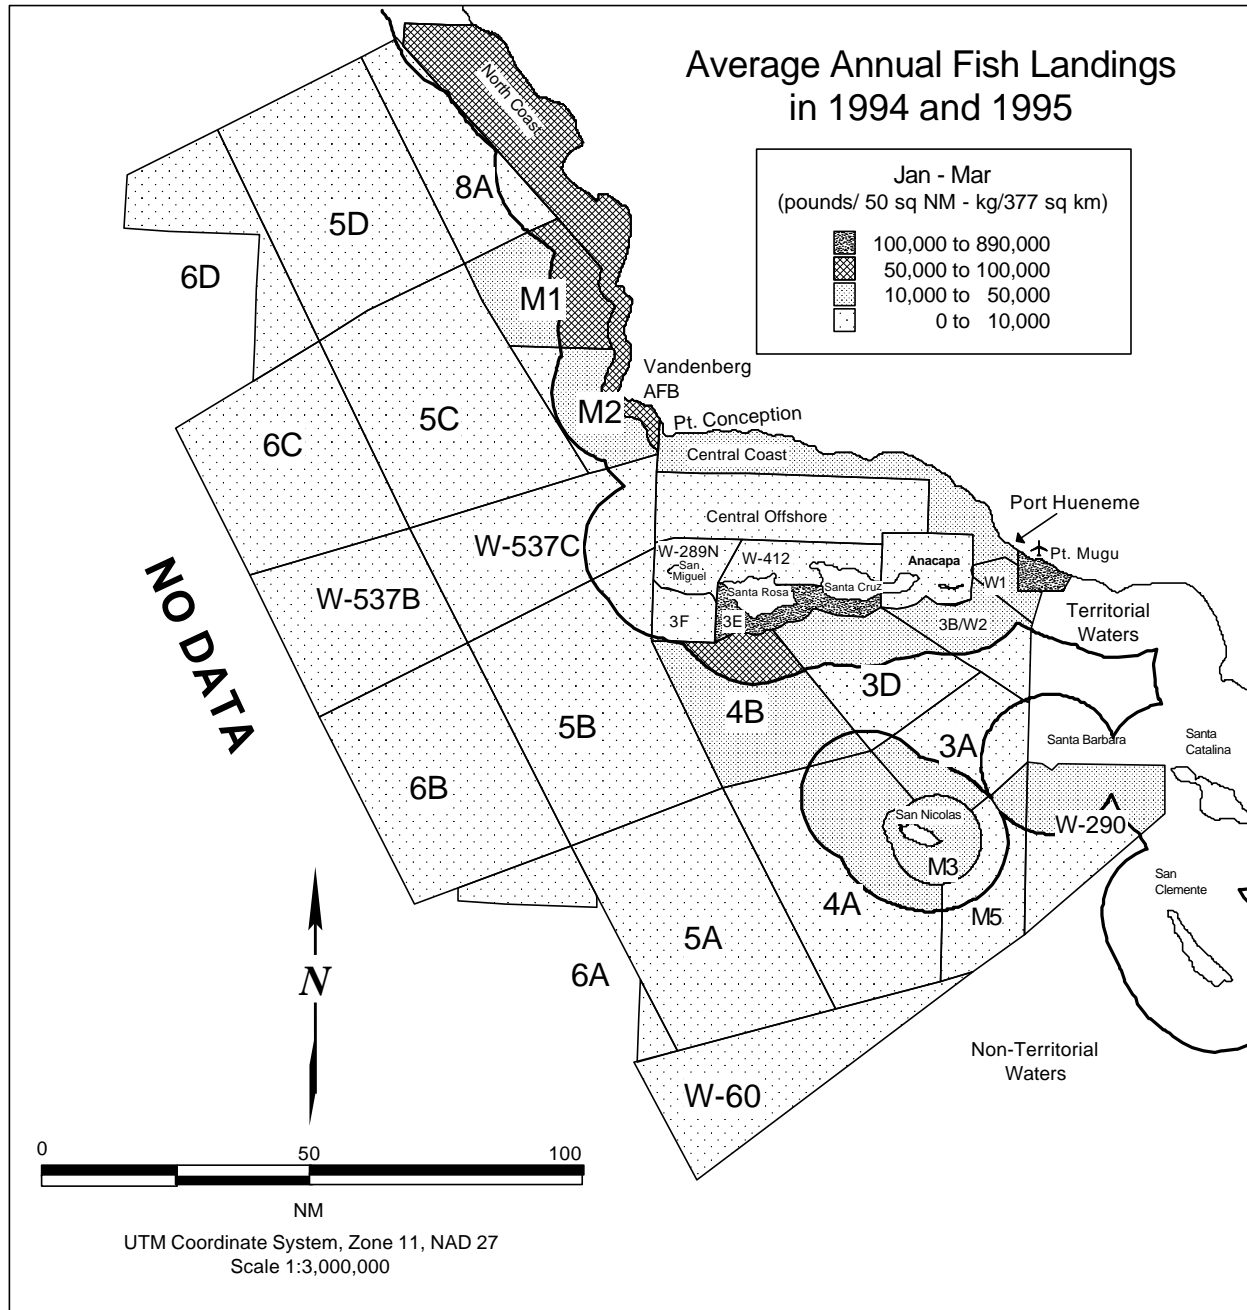 Average Annual Fish Landings
in 1994 and 1995
Jan - Mar
(pounds/ 50 sq NM - kg/377 sq km)
100,000 to 890,000
50,000 to 100,000
10,000 to 50,000
0 to 10,000
North Coast
8A
5D
6D
M1
Vandenberg
AFB
M2
Pt. Conception
5C
6C
Central Coast
Port Hueneme
Central Offshore
Pt. Mugu
W-537C
W-289N
San
Miguel
W-412
Anacapa
Santa Rosa
Santa Cruz
W1
W-537B
3F
3E
3B/W2
Territorial
Waters
NO DATA
3D
4B
5B
3A
Santa Barbara
Santa
Catalina
6B
San Nicolas
W-290
M3
San
Clemente
4A
M5
5A
6A
N
Non-Territorial
Waters
W-60
0 50 100
NM
UTM Coordinate System, Zone 11, NAD 27
Scale 1:3,000,000